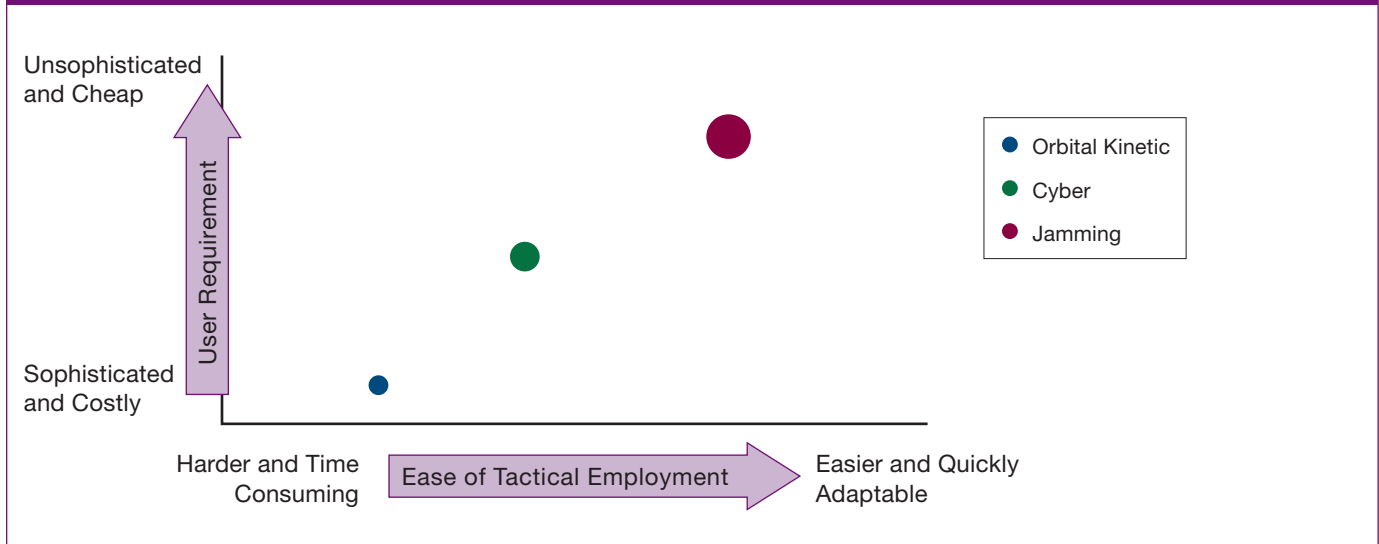 Unsophisticated
and Cheap
User Requirement
Sophisticated
and Costly
Orbital Kinetic
Cyber
Jamming
Harder and Time
Consuming
Ease of Tactical Employment
Easier and Quickly
Adaptable